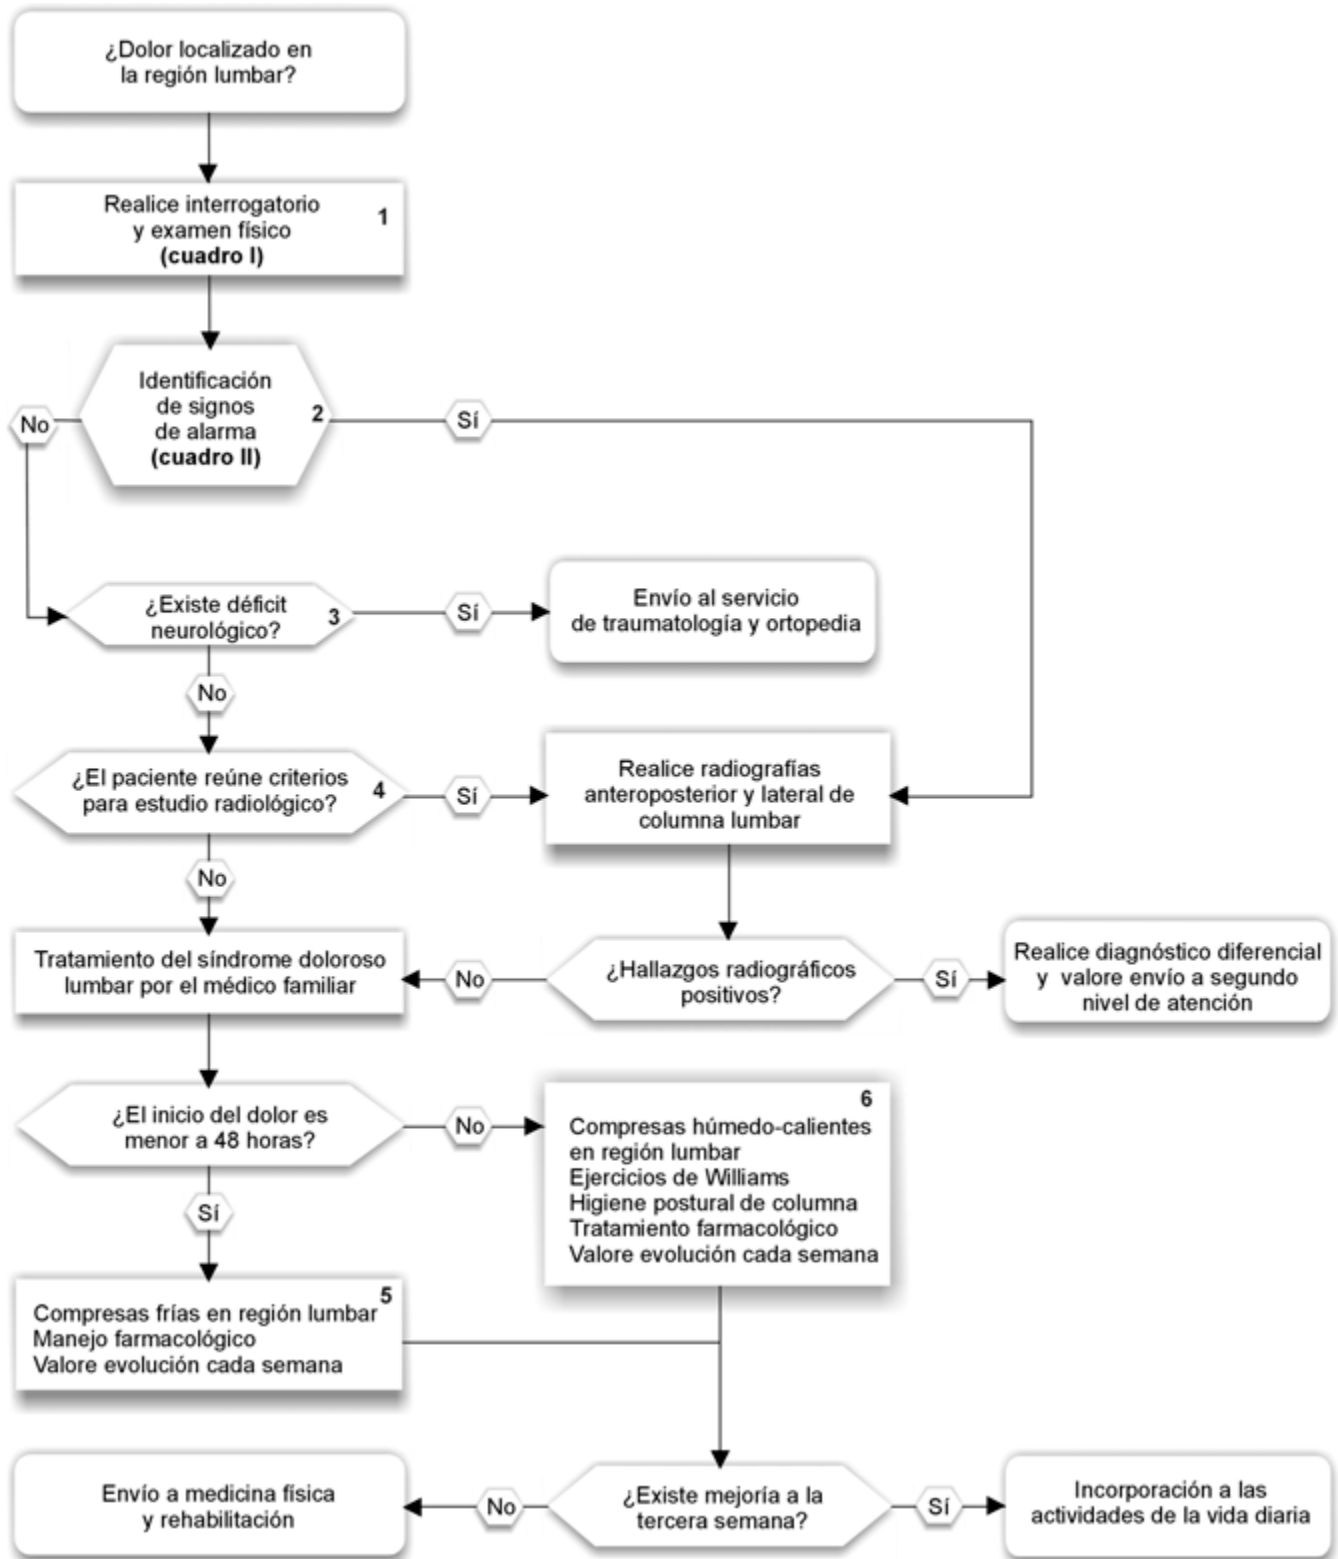 ¿Dolor localizado en
la región lumbar?
Realice interrogatorio
y examen físico
(cuadro I)
1
Identificación
de signos
de alarma
(cuadro II)
2
No
Sí
¿Existe déficit
neurológico?
3
Sí
Envío al servicio
de traumatología y ortopedia
No
¿El paciente reúne criterios
para estudio radiológico?
4
Sí
Realice radiografías
anteroposterior y lateral de
columna lumbar
No
Tratamiento del síndrome doloroso
lumbar por el médico familiar
No
¿Hallazgos radiográficos
positivos?
Sí
Realice diagnóstico diferencial
y valore envío a segundo
nivel de atención
¿El inicio del dolor es
menor a 48 horas?
No
6
Compresas húmedo-calientes
en región lumbar
Ejercicios de Williams
Higiene postural de columna
Tratamiento farmacológico
Valore evolución cada semana
Sí
5
Compresas frías en región lumbar
Manejo farmacológico
Valore evolución cada semana
Envío a medicina física
y rehabilitación
No
¿Existe mejoría a la
tercera semana?
Sí
Incorporación a las
actividades de la vida diaria